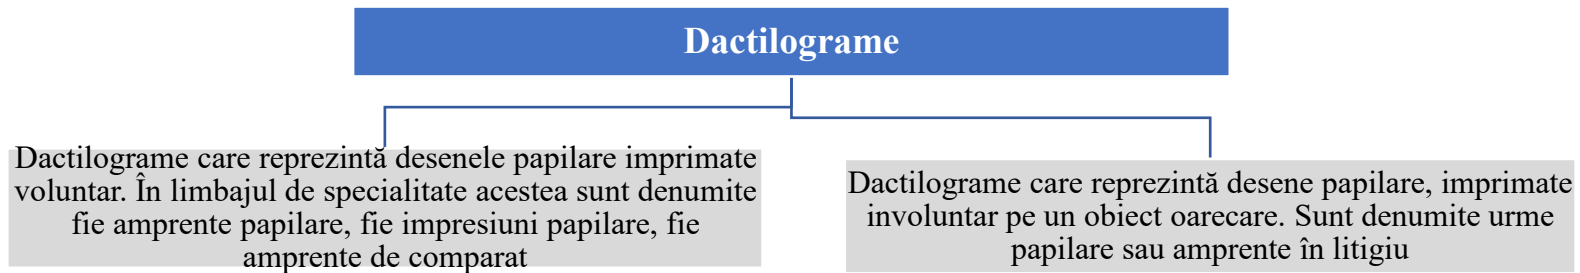 Dactilograme
Dactilograme care reprezintă desenele papilare imprimate
voluntar. În limbajul de specialitate acestea sunt denumite
fie amprente papilare, fie impresiuni papilare, fie
amprente de comparat
Dactilograme care reprezintă desene papilare, imprimate
involuntar pe un obiect oarecare. Sunt denumite urme
papilare sau amprente în litigiu